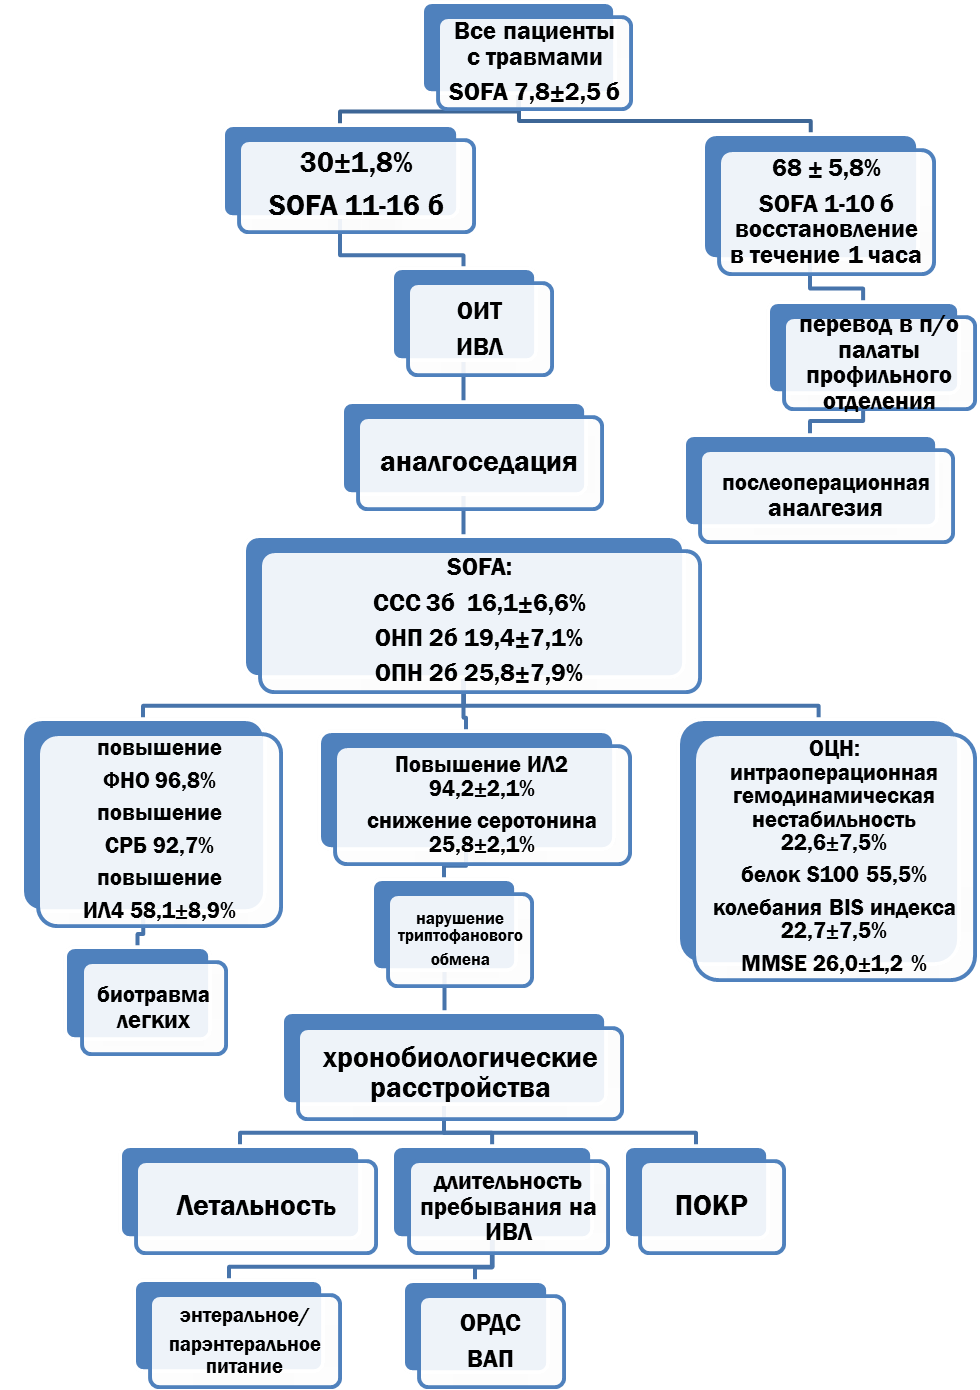 Все пациенты
с травмами
SOFA 7,8±2,5 б
30±1,8%
SOFA 11-16 б
68 ± 5,8%
SOFA 1-10 б
восстановление
в течение 1 часа
ОИТ
ИВЛ
перевод в п/о
палаты
профильного
отделения
аналгоседация
послеоперационная
аналгезия
SOFA:
ССС 3б 16,1±6,6%
ОНП 2б 19,4±7,1%
ОПН 2б 25,8±7,9%
повышение
ФНО 96,8%
повышение
СРБ 92,7%
повышение
ИЛ4 58,1±8,9%
Повышение ИЛ2
94,2±2,1%
снижение серотонина
25,8±2,1%
ОЦН:
интраоперационная
гемодинамическая
нестабильность
22,6±7,5%
белок S100 55,5%
колебания BIS индекса
22,7±7,5%
MMSE 26,0±1,2 %
биотравма
легких
нарушение
триптофанового
обмена
хронобиологические
расстройства
Летальность
длительность
пребывания на
ИВЛ
ПОКР
энтеральное/
парэнтеральное
питание
ОРДС
ВАП